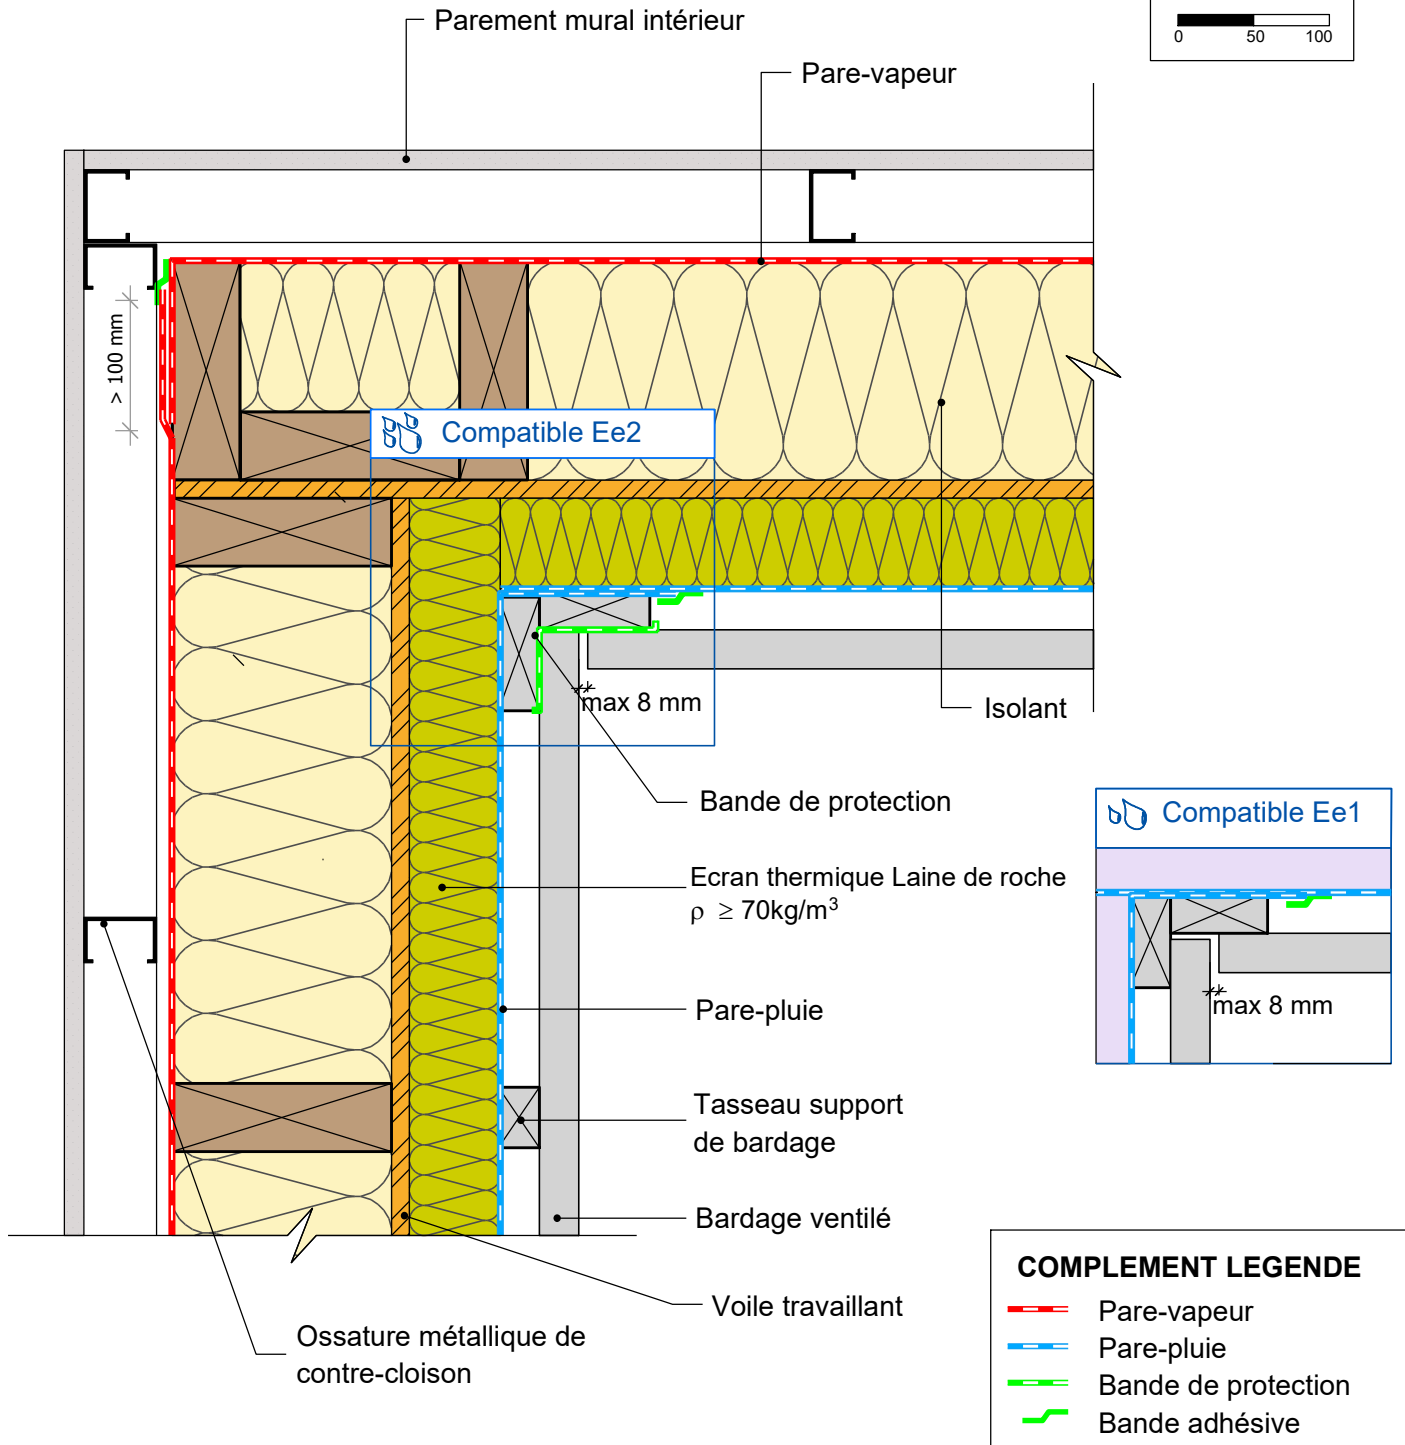 Parement mural intérieur
0 50 100
Pare-vapeur
> 100 mm
Compatible Ee2
max 8 mm
Isolant
Bande de protection
Compatible Ee1
max 8 mm
Ecran thermique Laine de roche
ρ ≥ 70kg/m³
Pare-pluie
Tasseau support
de bardage
Bardage ventilé
Voile travaillant
Ossature métallique de
contre-cloison
COMPLEMENT LEGENDE
Pare-vapeur
Pare-pluie
Bande de protection
Bande adhésive